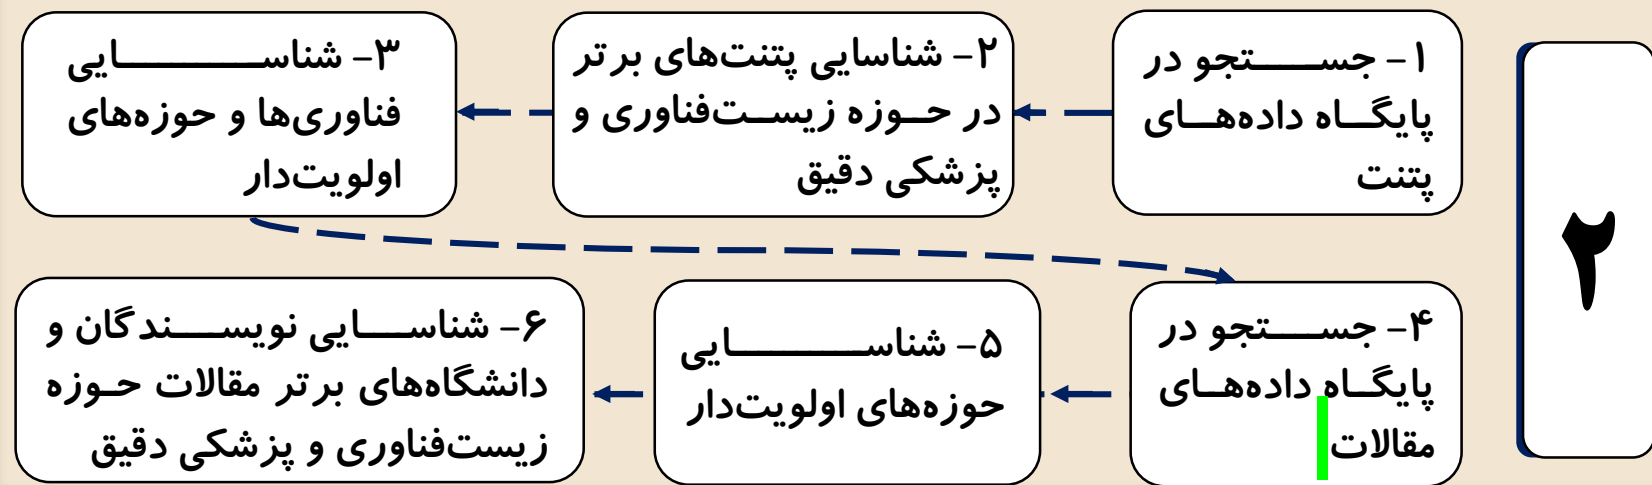 ۱- جستجو در
پایگاه داده‌های
پتنت
۲- شناسایی پتنت‌های برتر
در حوزه زیست‌فناوری و
پزشکی دقیق
۳- شناسایی
فناوری‌ها و حوزه‌های
اولویت‌دار
۴- جستجو در
پایگاه داده‌های
مقالات
۵- شناسایی
حوزه‌های اولویت‌دار
۶- شناسایی نویسندگان و
دانشگاه‌های برتر مقالات حوزه
زیست‌فناوری و پزشکی دقیق
۲